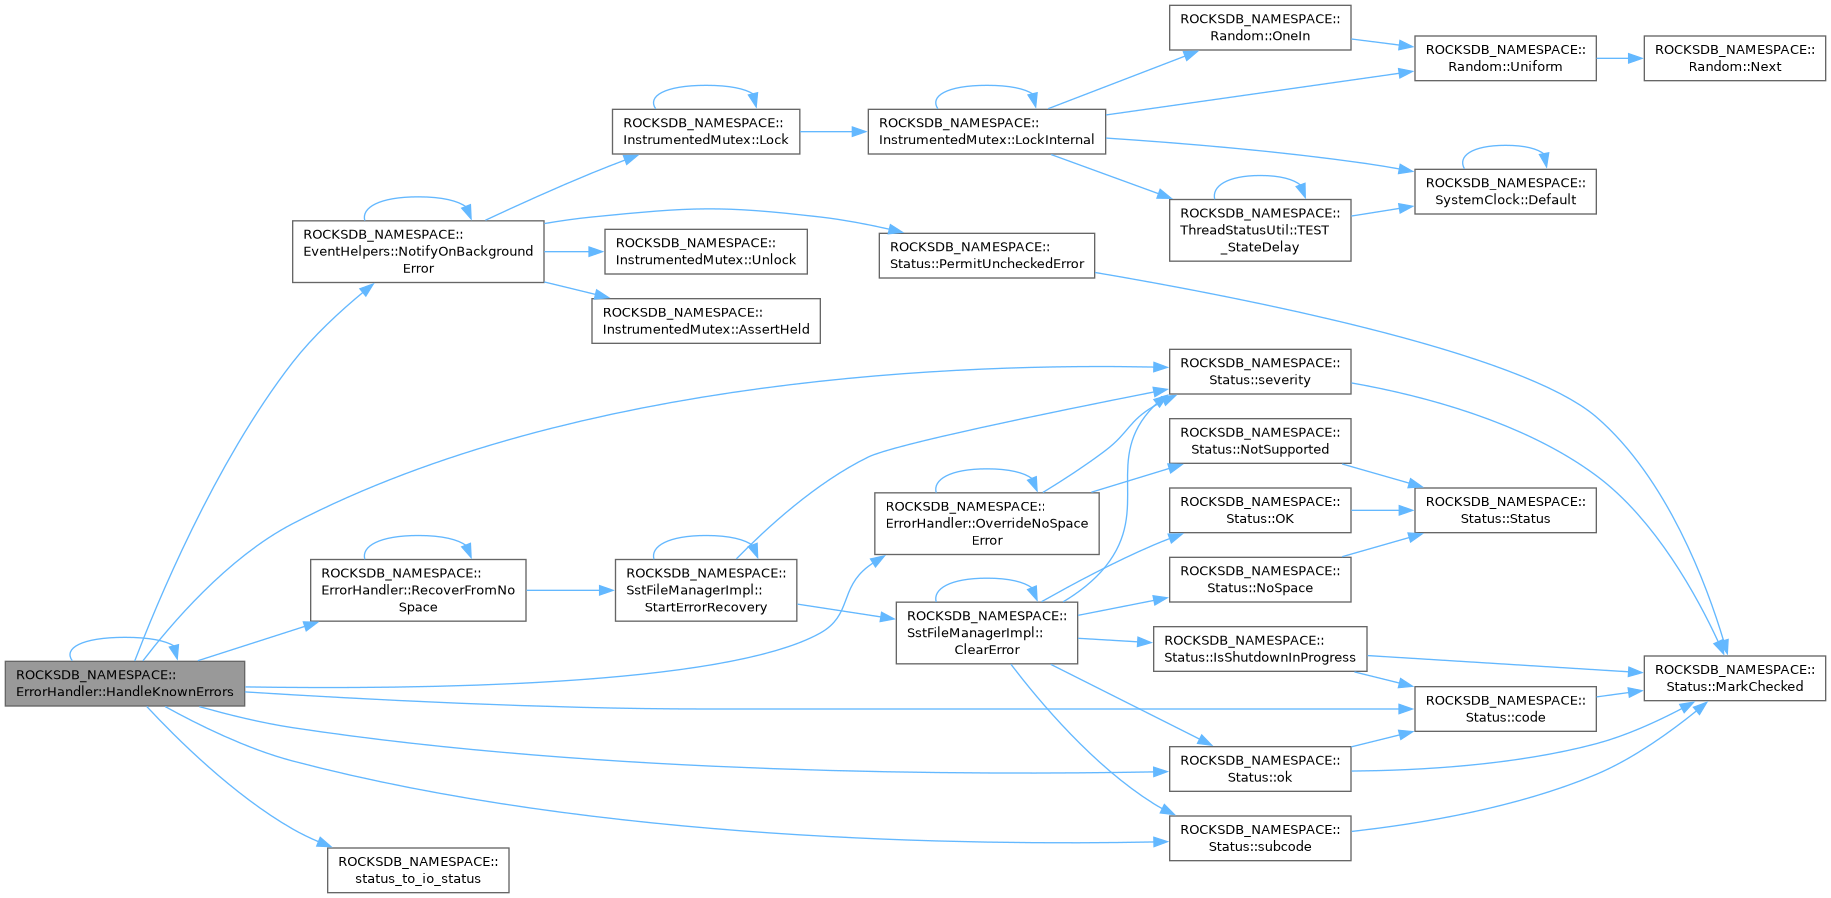 ROCKSDB_NAMESPACE::
ErrorHandler::HandleKnownErrors
ROCKSDB_NAMESPACE::
EventHelpers::NotifyOnBackground
Error
ROCKSDB_NAMESPACE::
ErrorHandler::RecoverFromNo
Space
ROCKSDB_NAMESPACE::
status_to_io_status
ROCKSDB_NAMESPACE::
InstrumentedMutex::Lock
ROCKSDB_NAMESPACE::
InstrumentedMutex::Unlock
ROCKSDB_NAMESPACE::
InstrumentedMutex::AssertHeld
ROCKSDB_NAMESPACE::
SstFileManagerImpl::
StartErrorRecovery
ROCKSDB_NAMESPACE::
InstrumentedMutex::LockInternal
ROCKSDB_NAMESPACE::
Status::PermitUncheckedError
ROCKSDB_NAMESPACE::
ErrorHandler::OverrideNoSpace
Error
ROCKSDB_NAMESPACE::
SstFileManagerImpl::
ClearError
ROCKSDB_NAMESPACE::
Random::OneIn
ROCKSDB_NAMESPACE::
ThreadStatusUtil::TEST
_StateDelay
ROCKSDB_NAMESPACE::
Status::severity
ROCKSDB_NAMESPACE::
Status::NotSupported
ROCKSDB_NAMESPACE::
Status::OK
ROCKSDB_NAMESPACE::
Status::NoSpace
ROCKSDB_NAMESPACE::
Status::IsShutdownInProgress
ROCKSDB_NAMESPACE::
Status::ok
ROCKSDB_NAMESPACE::
Status::subcode
ROCKSDB_NAMESPACE::
Random::Uniform
ROCKSDB_NAMESPACE::
SystemClock::Default
ROCKSDB_NAMESPACE::
Status::Status
ROCKSDB_NAMESPACE::
Status::code
ROCKSDB_NAMESPACE::
Random::Next
ROCKSDB_NAMESPACE::
Status::MarkChecked